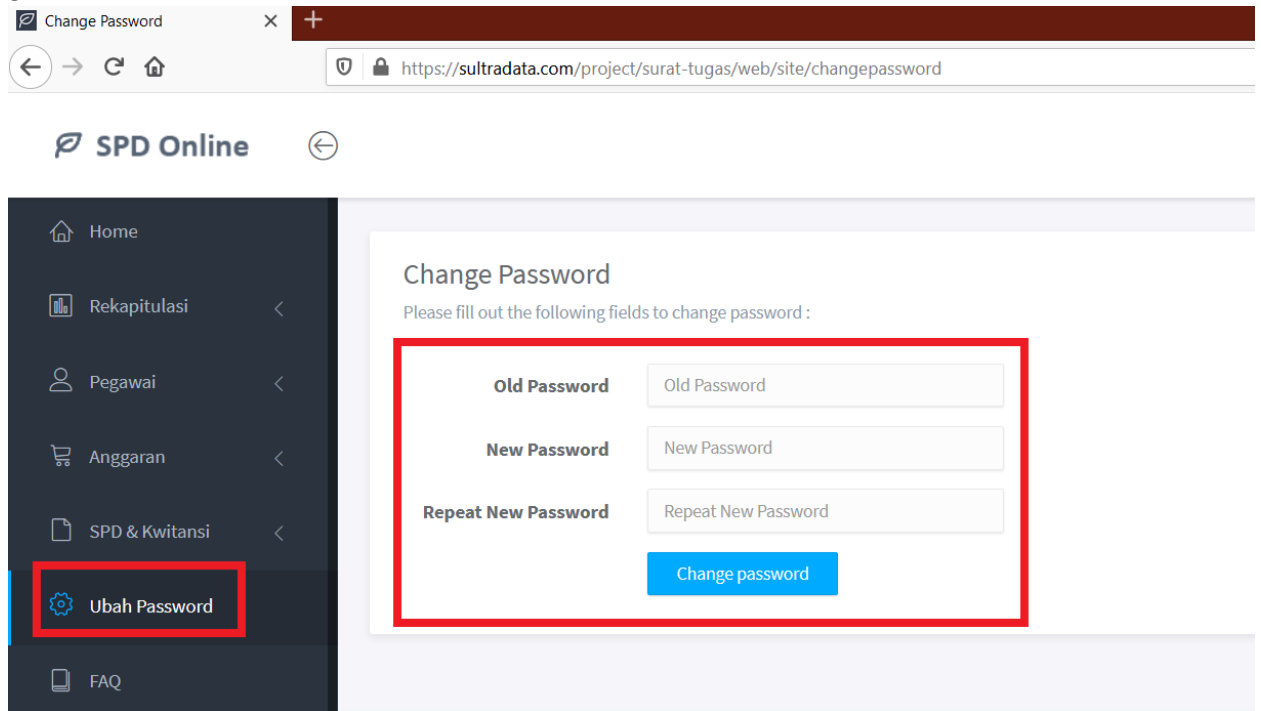 Change Password
https://sultradata.com/project/surat-tugas/web/site/changepassword
SPD Online
Home
Rekapitulasi
Pegawai
Anggaran
SPD & Kwitansi
Ubah Password
FAQ
Change Password
Please fill out the following fields to change password :
Old Password Old Password
New Password New Password
Repeat New Password Repeat New Password
Change password